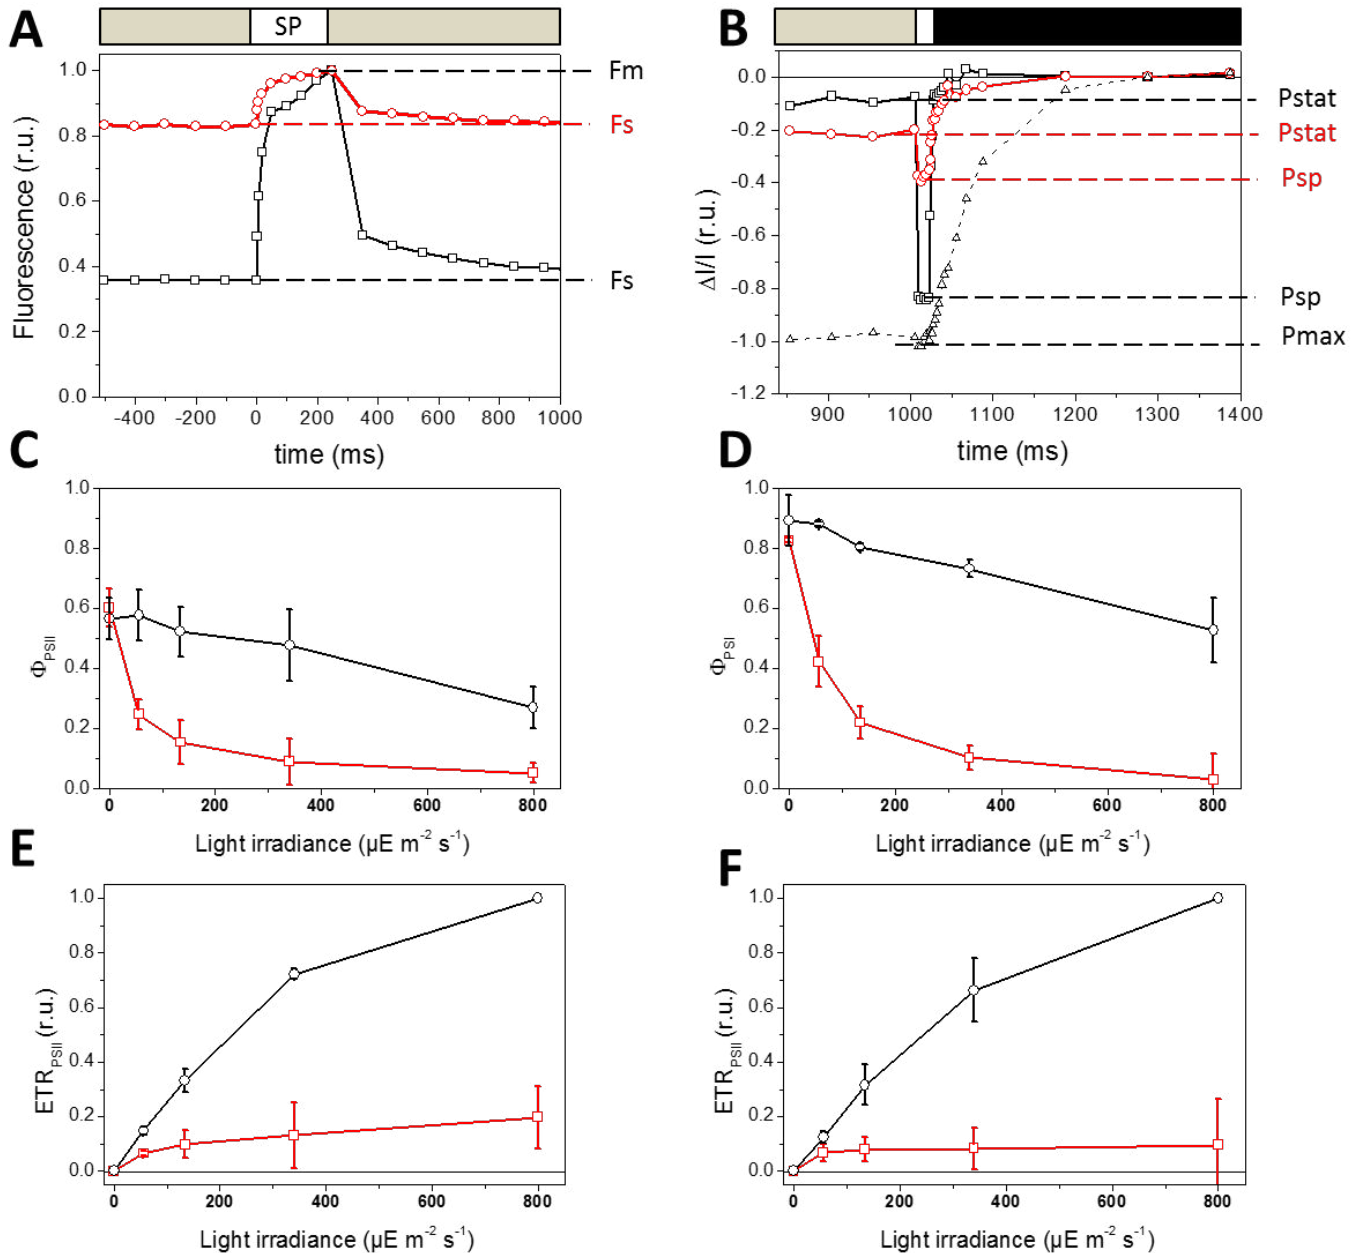 A
SP
Fm
Fs
Fs
Fluorescence (r.u.)
1.0
0.8
0.6
0.4
0.2
0.0
-400 -200 0 200 400 600 800 1000
time (ms)
B
Pstat
Pstat
Psp
Psp
Pmax
ΔI/I (r.u.)
0.0
-0.2
-0.4
-0.6
-0.8
-1.0
-1.2
900 1000 1100 1200 1300 1400
time (ms)
C
ΦPSII
1.0
0.8
0.6
0.4
0.2
0.0
0 200 400 600 800
Light irradiance (µE m-2 s-1)
D
ΦPSI
1.0
0.8
0.6
0.4
0.2
0.0
0 200 400 600 800
Light irradiance (µE m-2 s-1)
E
ETRPSII (r.u.)
1.0
0.8
0.6
0.4
0.2
0.0
0 200 400 600 800
Light irradiance (µE m-2 s-1)
F
ETRPSII (r.u.)
1.0
0.8
0.6
0.4
0.2
0.0
0 200 400 600 800
Light irradiance (µE m-2 s-1)